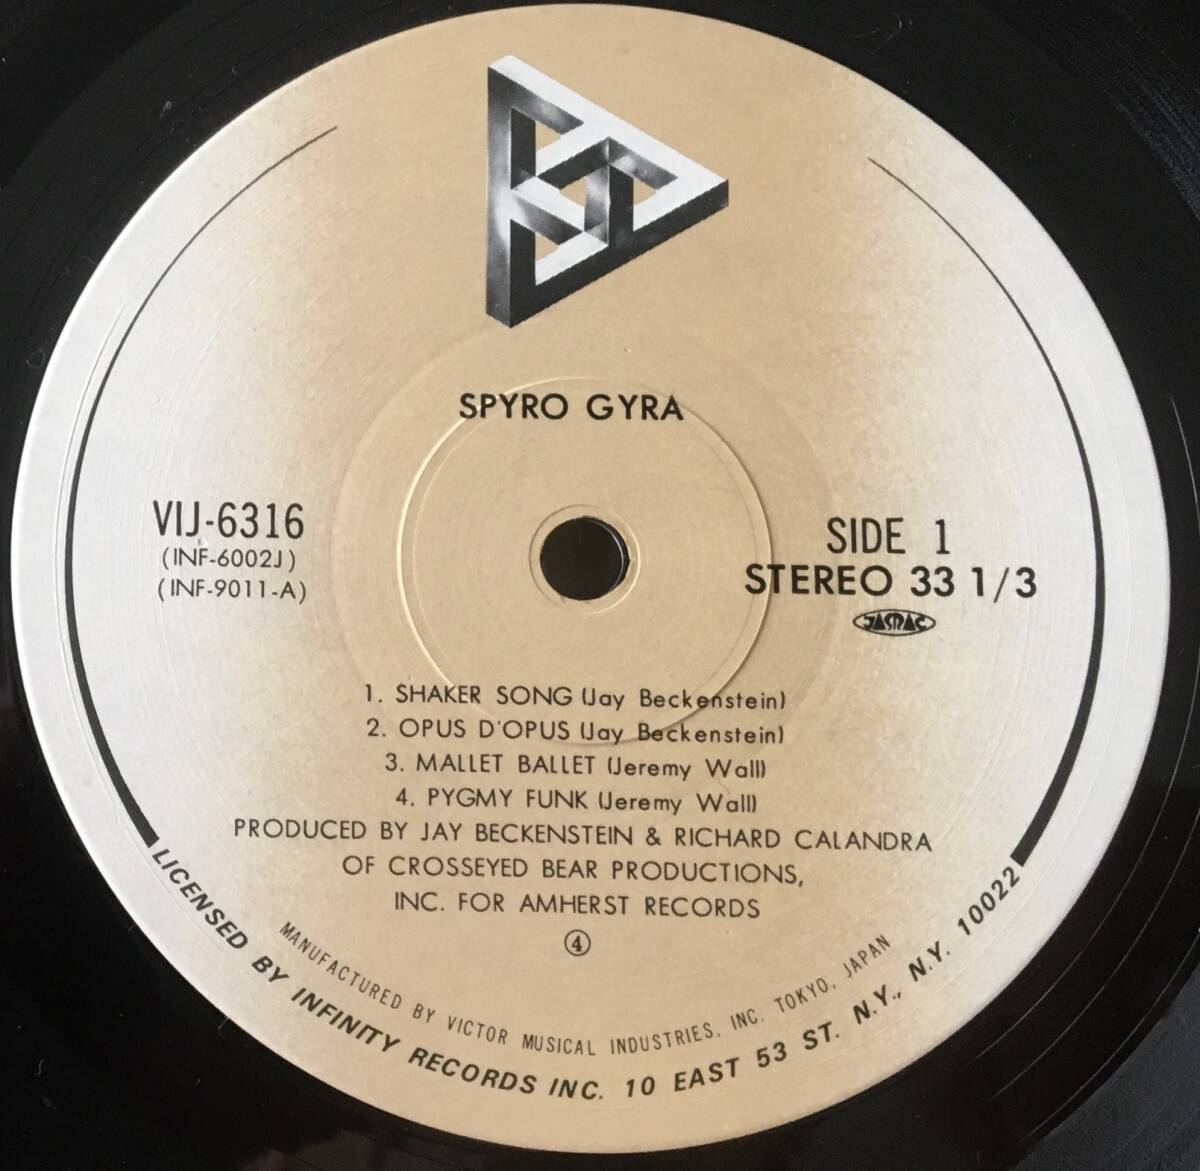 SPYRO GYRA
VIJ-6316
(INF-6002J)
(INF-9011-A)
SIDE 1
STEREO 33 1/3
JASRAC
1. SHAKER SONG (Jay Beckenstein)
2. OPUS D'OPUS (Jay Beckenstein)
3. MALLET BALLET (Jeremy Wall)
4. PYGMY FUNK (Jeremy Wall)
PRODUCED BY JAY BECKENSTEIN & RICHARD CALANDRA
OF CROSSEYED BEAR PRODUCTIONS,
INC. FOR AMHERST RECORDS
④
MANUFACTURED BY VICTOR MUSICAL INDUSTRIES, INC. TOKYO, JAPAN
LICENSED BY INFINITY RECORDS INC. 10 EAST 53 ST. N.Y., N.Y. 10022